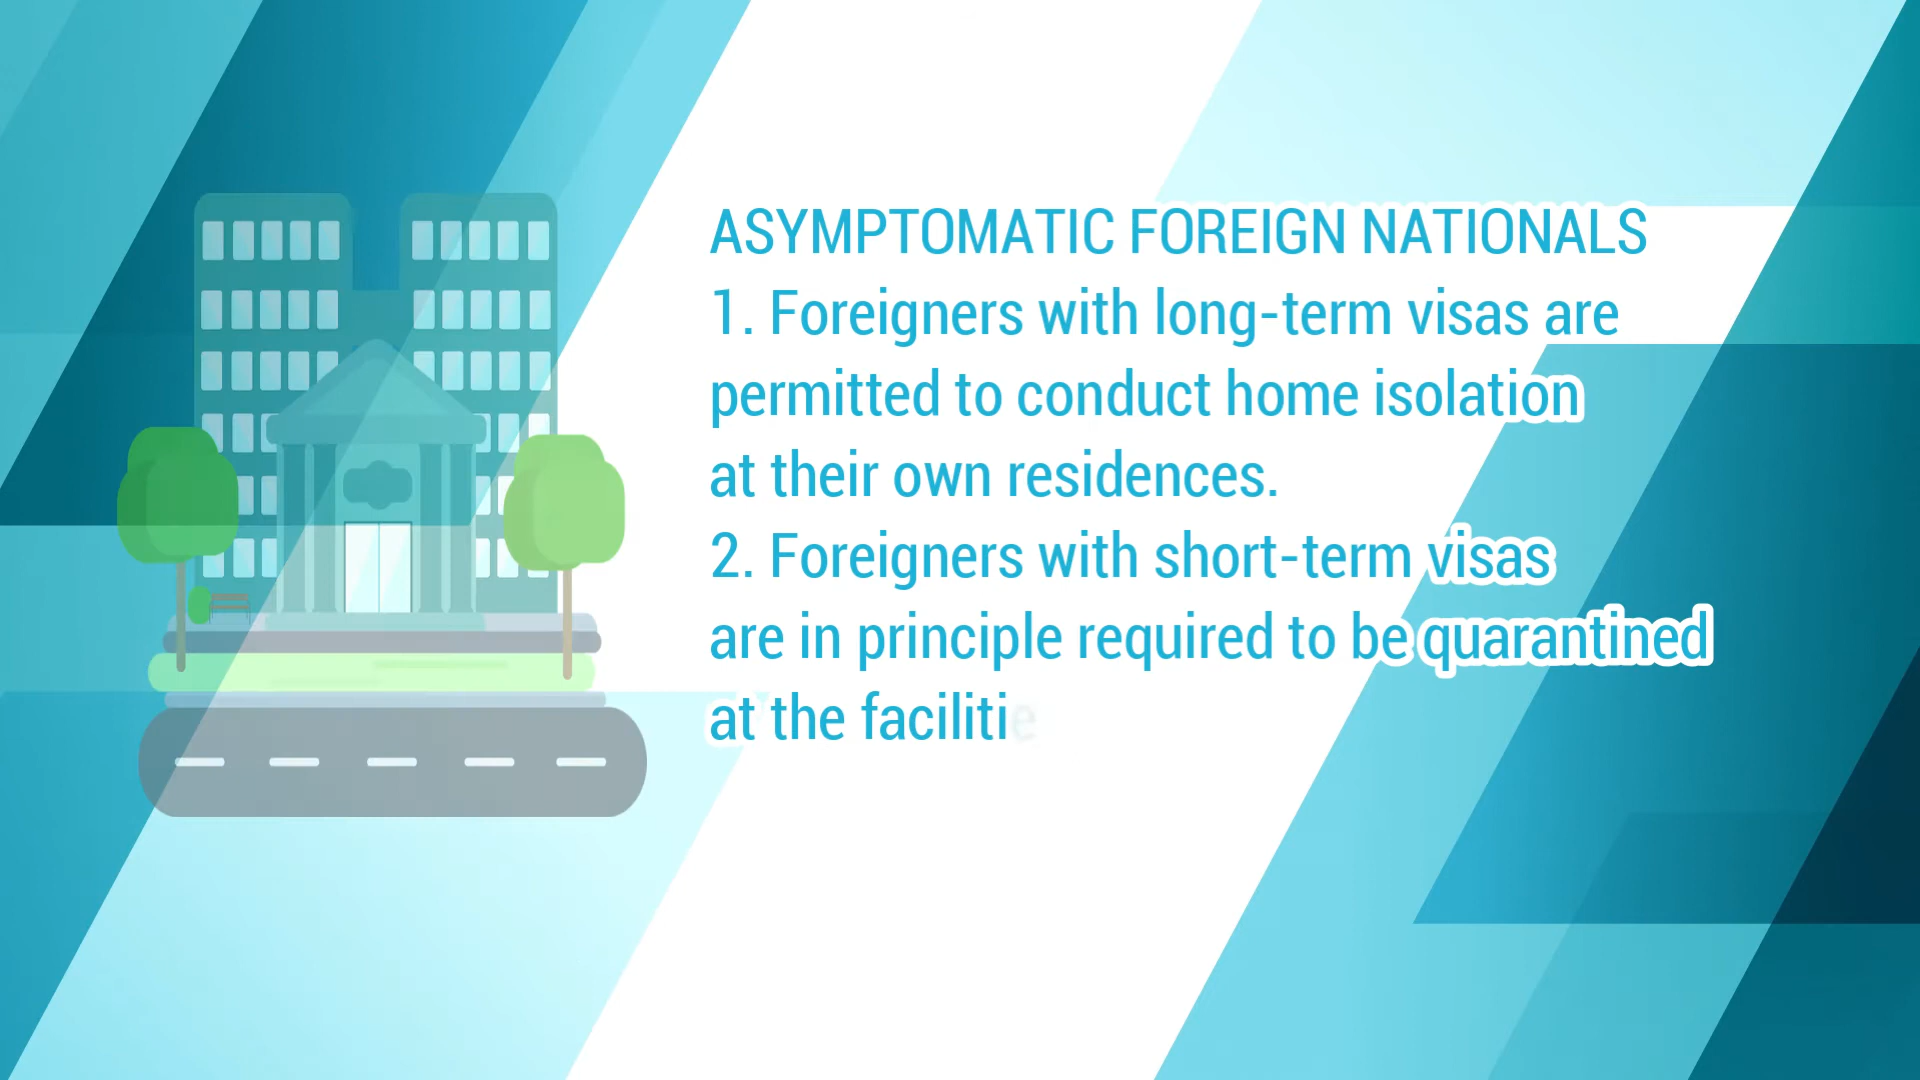 ASYMPTOMATIC FOREIGN NATIONALS
1. Foreigners with long-term visas are
permitted to conduct home isolation
at their own residences.
2. Foreigners with short-term visas
are in principle required to be quarantined
at the facilitie